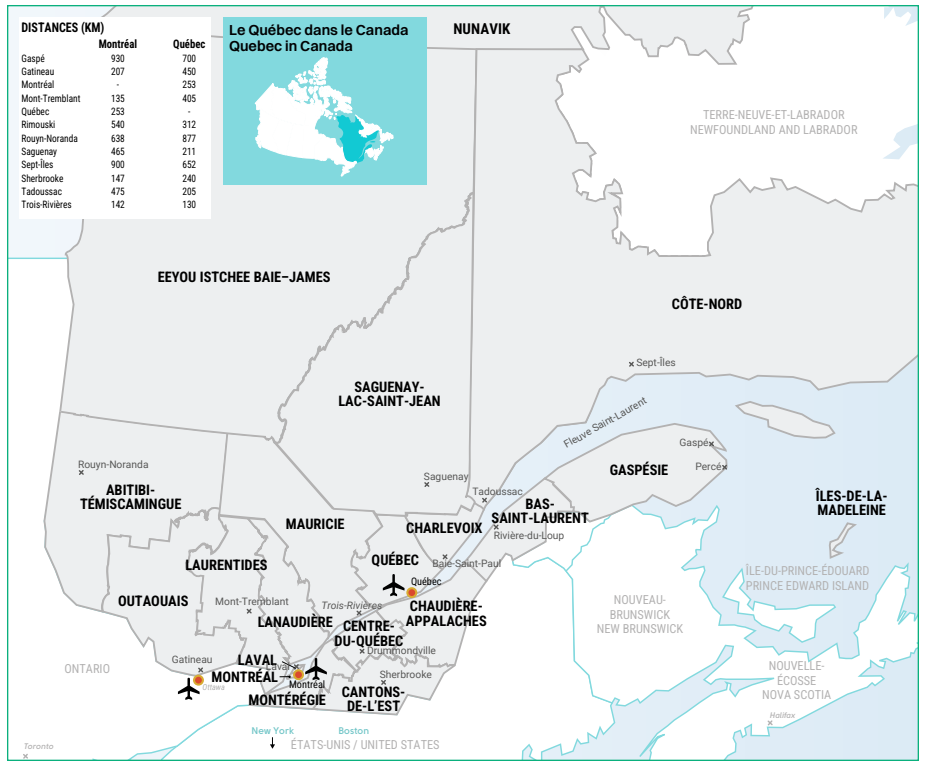 DISTANCES (KM)
Montréal Québec
Gaspé 930 700
Gatineau 207 450
Montréal - 253
Mont-Tremblant 135 405
Québec 253 -
Rimouski 540 312
Rouyn-Noranda 638 877
Saguenay 465 211
Sept-Îles 900 652
Sherbrooke 147 240
Tadoussac 475 205
Trois-Rivières 142 130
Le Québec dans le Canada
Quebec in Canada
NUNAVIK
TERRE-NEUVE-ET-LABRADOR
NEWFOUNDLAND AND LABRADOR
EEYOU ISTCHEE BAIE–JAMES
CÔTE-NORD
Sept-Îles
SAGUENAY-
LAC-SAINT-JEAN
Fleuve Saint-Laurent
Gaspé
Percé
GASPÉSIE
Rouyn-Noranda
ABITIBI-
TÉMISCAMINGUE
Saguenay
Tadoussac
BAS-
SAINT-LAURENT
Rivière-du-Loup
ÎLES-DE-LA-
MADELEINE
MAURICIE
CHARLEVOIX
Baie-Saint-Paul
QUÉBEC
Québec
LAURENTIDES
ÎLE-DU-PRINCE-ÉDOUARD
PRINCE EDWARD ISLAND
OUTAOUAIS
Mont-Tremblant
Trois-Rivières
CHAUDIÈRE-
APPALACHES
NOUVEAU-
BRUNSWICK
NEW BRUNSWICK
LANAUDIÈRE
CENTRE-
DU-QUÉBEC
Drummondville
ONTARIO
Gatineau
Ottawa
LAVAL
Laval
MONTRÉAL
Montréal
Sherbrooke
NOUVELLE-
ÉCOSSE
NOVA SCOTIA
MONTÉRÉGIE
CANTONS-
DE-L'EST
Halifax
New York
Boston
ÉTATS-UNIS / UNITED STATES
Toronto